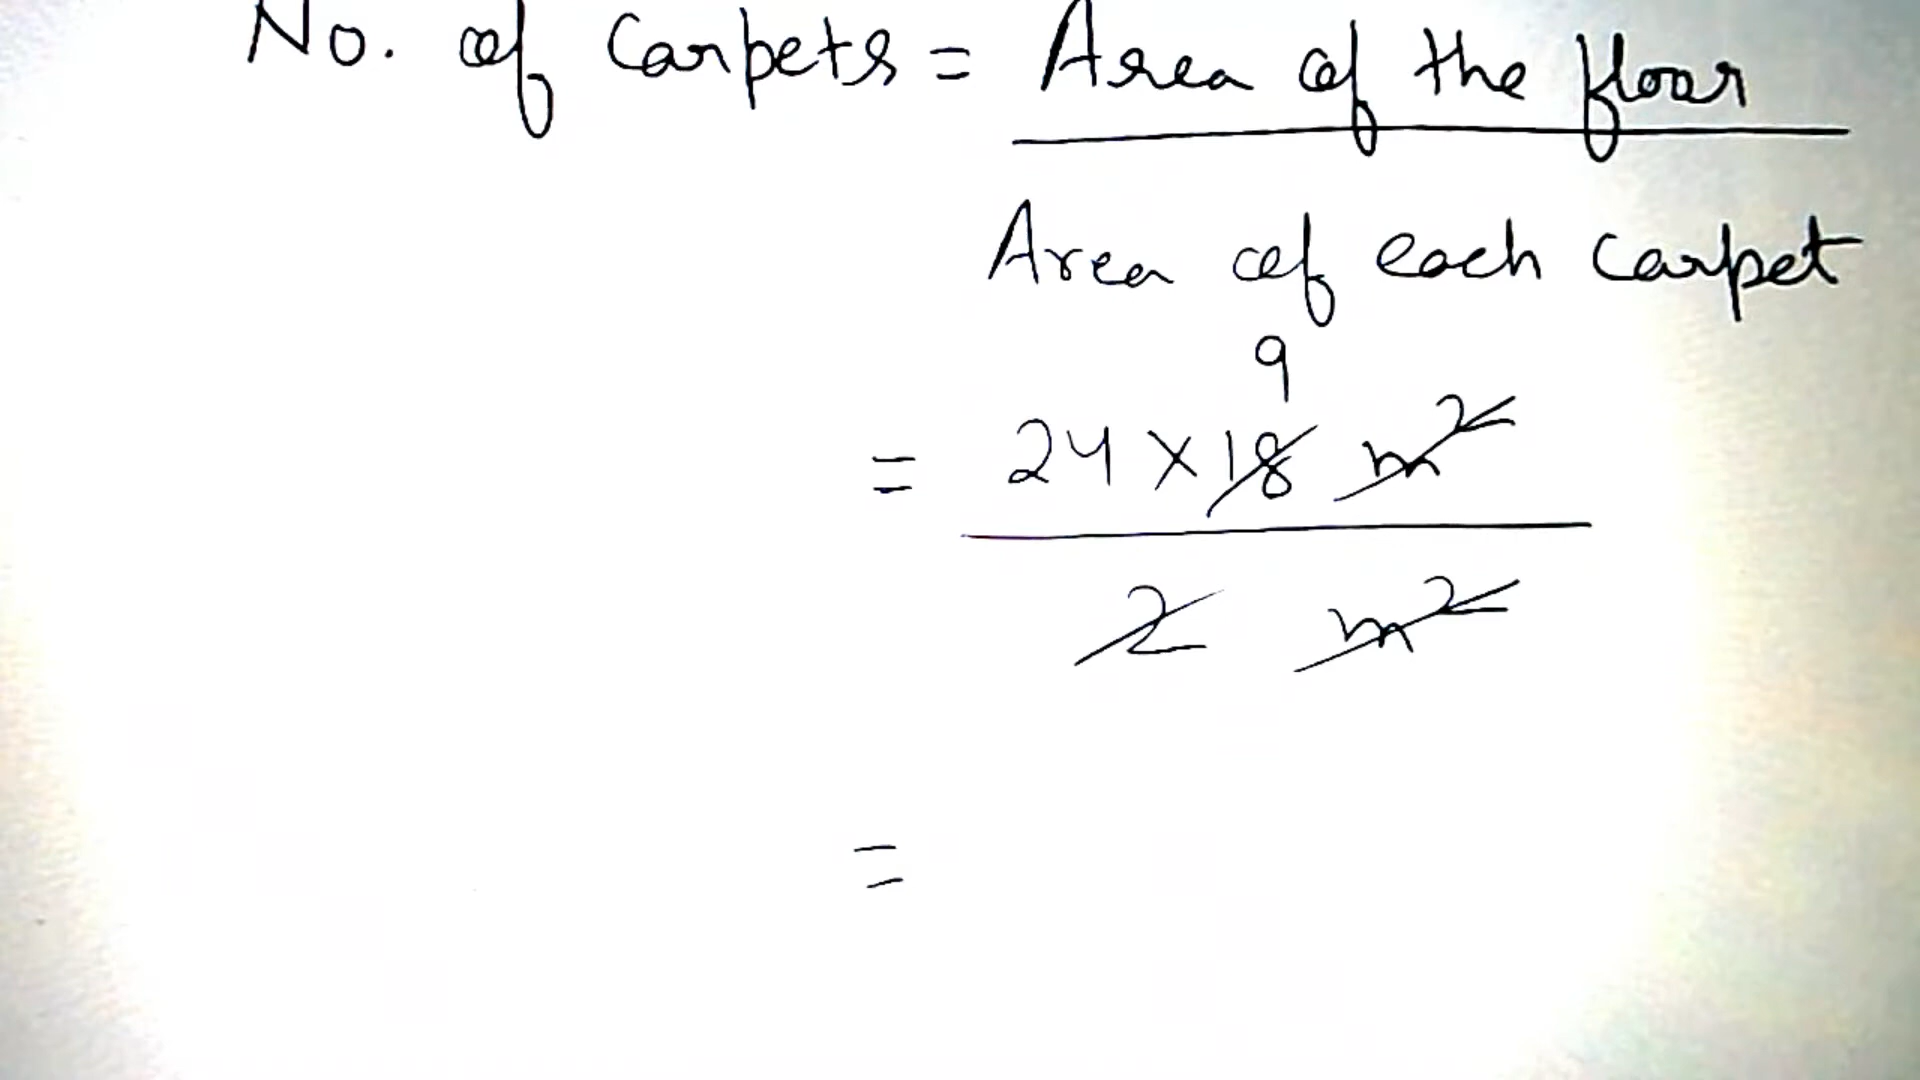 No. of Carpets = Area of the floor
Area of each carpet
9
= 24 × 18 m²
2 m²
=